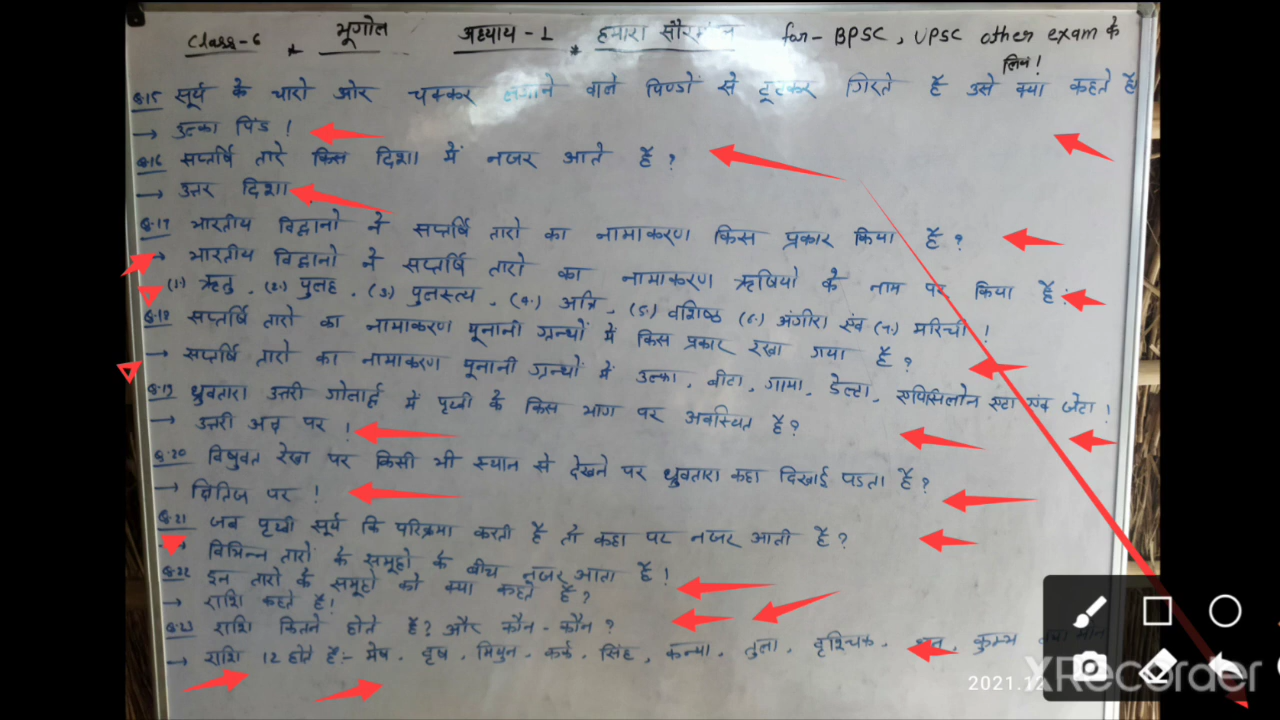 Class-6 * भूगोल अध्याय-1 * हमारा सौरमंडल for- BPSC, UPSC other exam के
लिए!
Q.15 सूर्य के चारो ओर चक्कर लगाने वाले पिण्डों से टूटकर गिरते हैं उसे क्या कहते है
→ उल्का पिंड !
Q.16 सप्तर्षि तारे किस दिशा में नजर आते हैं ?
→ उत्तर दिशा
Q.17 भारतीय विद्वानो ने सप्तर्षि तारो का नामाकरण किस प्रकार किया है ?
→ भारतीय विद्वानो ने सप्तर्षि तारो का नामाकरण ऋषियो के नाम पर किया है :
(1.) ऋतु , (2.) पुलह , (3.) पुलस्त्य , (4.) अत्रि , (5.) वशिष्ठ (6.) अंगीरा एंव (7.) मरिची !
Q.18 सप्तर्षि तारो का नामाकरण यूनानी ग्रन्थों में किस प्रकार रखा गया है ?
→ सप्तर्षि तारो का नामाकरण यूनानी ग्रन्थों में उल्का , बीटा , गामा , डेल्टा , एप्सिलोन एटा एंव जेटा !
Q.19 ध्रुवतारा उत्तरी गोलार्द्ध में पृथ्वी के किस भाग पर अवस्थित है ?
→ उत्तरी अक्ष पर !
Q.20 विषुवत रेखा पर किसी भी स्थान से देखने पर ध्रुवतारा कहा दिखाई पडता है ?
→ क्षितिज पर !
Q.21 जब पृथ्वी सूर्य कि परिक्रमा करती है तो कहा पर नजर आती है ?
→ विभिन्न तारों के समूहो के बीच नजर आता है !
Q.22 इन तारो के समूहो को क्या कहते है ?
→ राशि कहते है !
Q.23 राशि कितने होते है ? और कौन - कौन ?
→ राशि 12 होते है :- मेष , वृष , मिथुन , कर्क , सिंह , कन्या , तुला , वृश्चिक , कुम्भ
2021.12
XRecorder